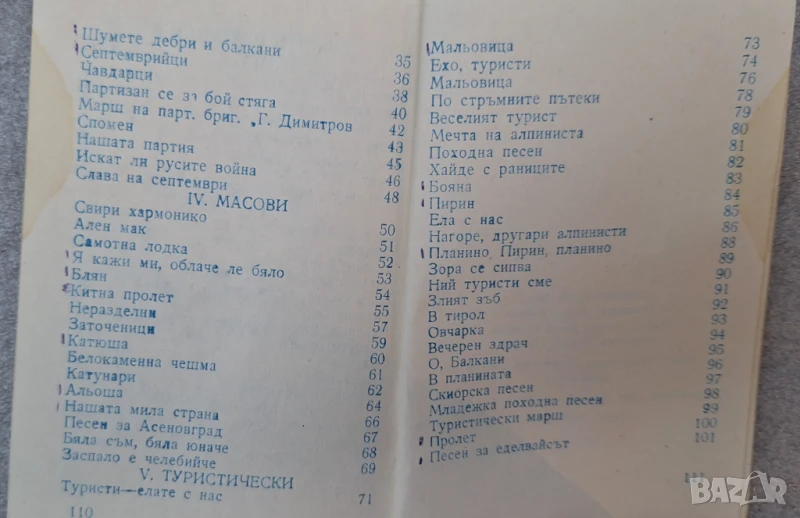 Шумете дебри и балкани 35
Септемврийци 36
Чавдарци 38
Партизан се за бой стяга 40
Марш на парт. бриг. „Г. Димитров 42
Спомен 43
Нашата партия 45
Искат ли русите война 46
Слава на септември 48
IV. МАСОВИ
Свири хармонико 50
Ален мак 51
Самотна лодка 52
Я кажи ми, облаче ле бяло 53
Блян 54
Китна пролет 55
Неразделни 57
Заточеници 59
Катюша 60
Белокаменна чешма 61
Катунари 62
Альоша 64
Нашата мила страна 66
Песен за Асеновград 67
Бяла съм, бяла юначе 68
Заспало е челебийче 69
V. ТУРИСТИЧЕСКИ
Туристи—елате с нас 71
110
Мальовица 73
Ехо, туристи 74
Мальовица 76
По стръмните пътеки 78
Веселият турист 79
Мечта на алпиниста 80
Походна песен 81
Хайде с раниците 82
Бояна 83
Пирин 84
Ела с нас 85
Нагоре, другари алпинисти 86
Планино, Пирин, планино 88
Зора се сипва 89
Ний туристи сме 90
Злият зъб 91
В тирол 92
Овчарка 93
Вечерен здрач 94
О, Балкани 95
В планината 96
Скиорска песен 97
Младежка походна песен 98
Туристически марш 99
Пролет 100
Песен за еделвайсът 101
BAZAR